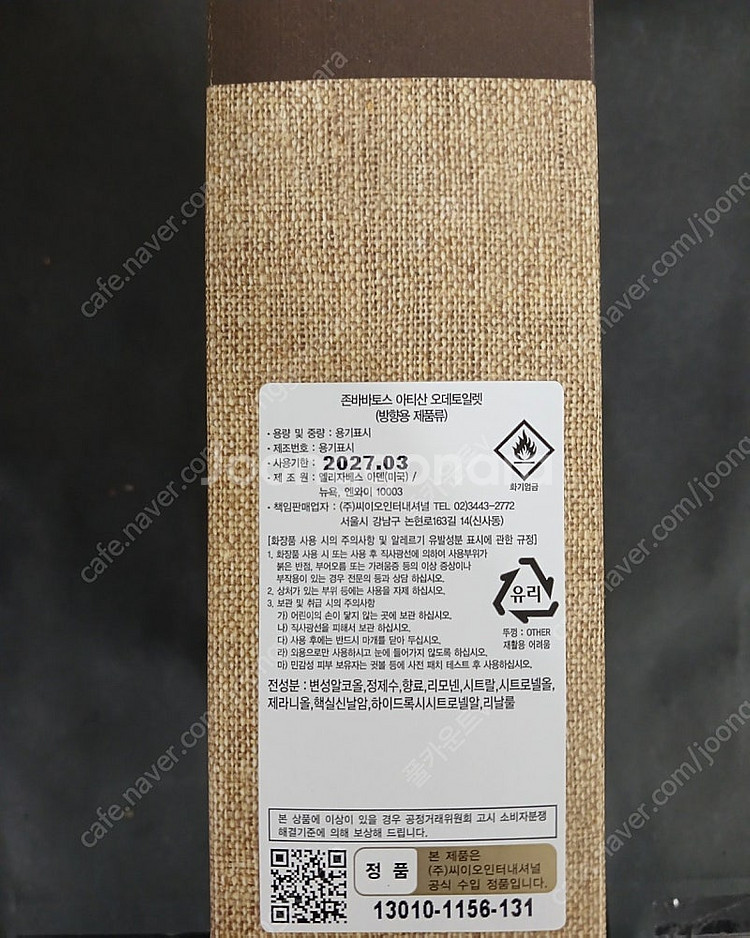 존바바토스 아티산 오데토일렛
(방향용 제품류)
· 용량 및 중량 : 용기표시
· 제조번호 : 용기표시
· 사용기한 : 2027.03
· 제 조 원 : 엘리자베스 아덴(미국) /
뉴욕, 엔와이 10003
· 책임판매업자 : (주)씨이오인터내셔널 TEL 02)3443-2772
서울시 강남구 논현로163길 14(신사동)
화기엄금
[화장품 사용 시의 주의사항 및 알레르기 유발성분 표시에 관한 규정]
1. 화장품 사용 시 또는 사용 후 직사광선에 의하여 사용부위가
붉은 반점, 부어오름 또는 가려움증 등의 이상 증상이나
부작용이 있는 경우 전문의 등과 상담 하십시오.
2. 상처가 있는 부위 등에는 사용을 자제 하십시오.
3. 보관 및 취급 시의 주의사항
가) 어린이의 손이 닿지 않는 곳에 보관 하십시오.
나) 직사광선을 피해서 보관 하십시오.
다) 사용 후에는 반드시 마개를 닫아 두십시오.
라) 외용으로만 사용하시고 눈에 들어가지 않도록 하십시오.
마) 민감성 피부 보유자는 귓볼 등에 사전 패치 테스트 후 사용하십시오.
유리
뚜껑 : OTHER
재활용 어려움
전성분 : 변성알코올,정제수,향료,리모넨,시트랄,시트로넬올,
제라니올,핵실신남알,하이드록시시트로넬알,리날룰
본 상품에 이상이 있을 경우 공정거래위원회 고시 소비자분쟁
해결기준에 의해 보상해 드립니다.
정 품
본 제품은
(주)씨이오인터내셔널
공식 수입 정품입니다.
13010-1156-131
cafe.naver.com/joonggonara